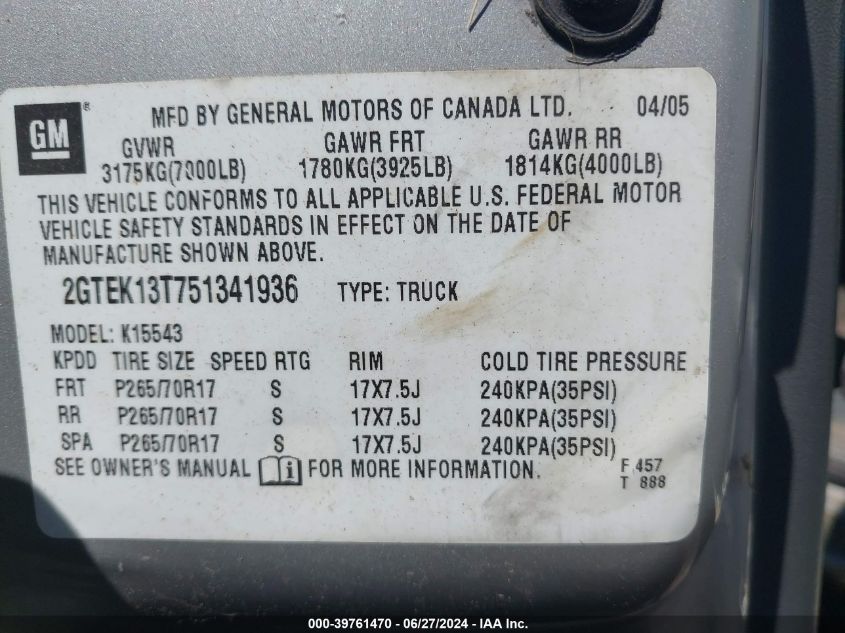 GM ® MFD BY GENERAL MOTORS OF CANADA LTD. 04/05
GVWR GAWR FRT GAWR RR
3175KG(7000LB) 1780KG(3925LB) 1814KG(4000LB)
THIS VEHICLE CONFORMS TO ALL APPLICABLE U.S. FEDERAL MOTOR
VEHICLE SAFETY STANDARDS IN EFFECT ON THE DATE OF
MANUFACTURE SHOWN ABOVE.
2GTEK13T751341936 TYPE: TRUCK
MODEL: K15543
KPDD TIRE SIZE SPEED RTG RIM COLD TIRE PRESSURE
FRT P265/70R17 S 17X7.5J 240KPA(35PSI)
RR P265/70R17 S 17X7.5J 240KPA(35PSI)
SPA P265/70R17 S 17X7.5J 240KPA(35PSI)
SEE OWNER'S MANUAL FOR MORE INFORMATION. F 457
T 888
000-39761470 - 06/27/2024 - IAA Inc.